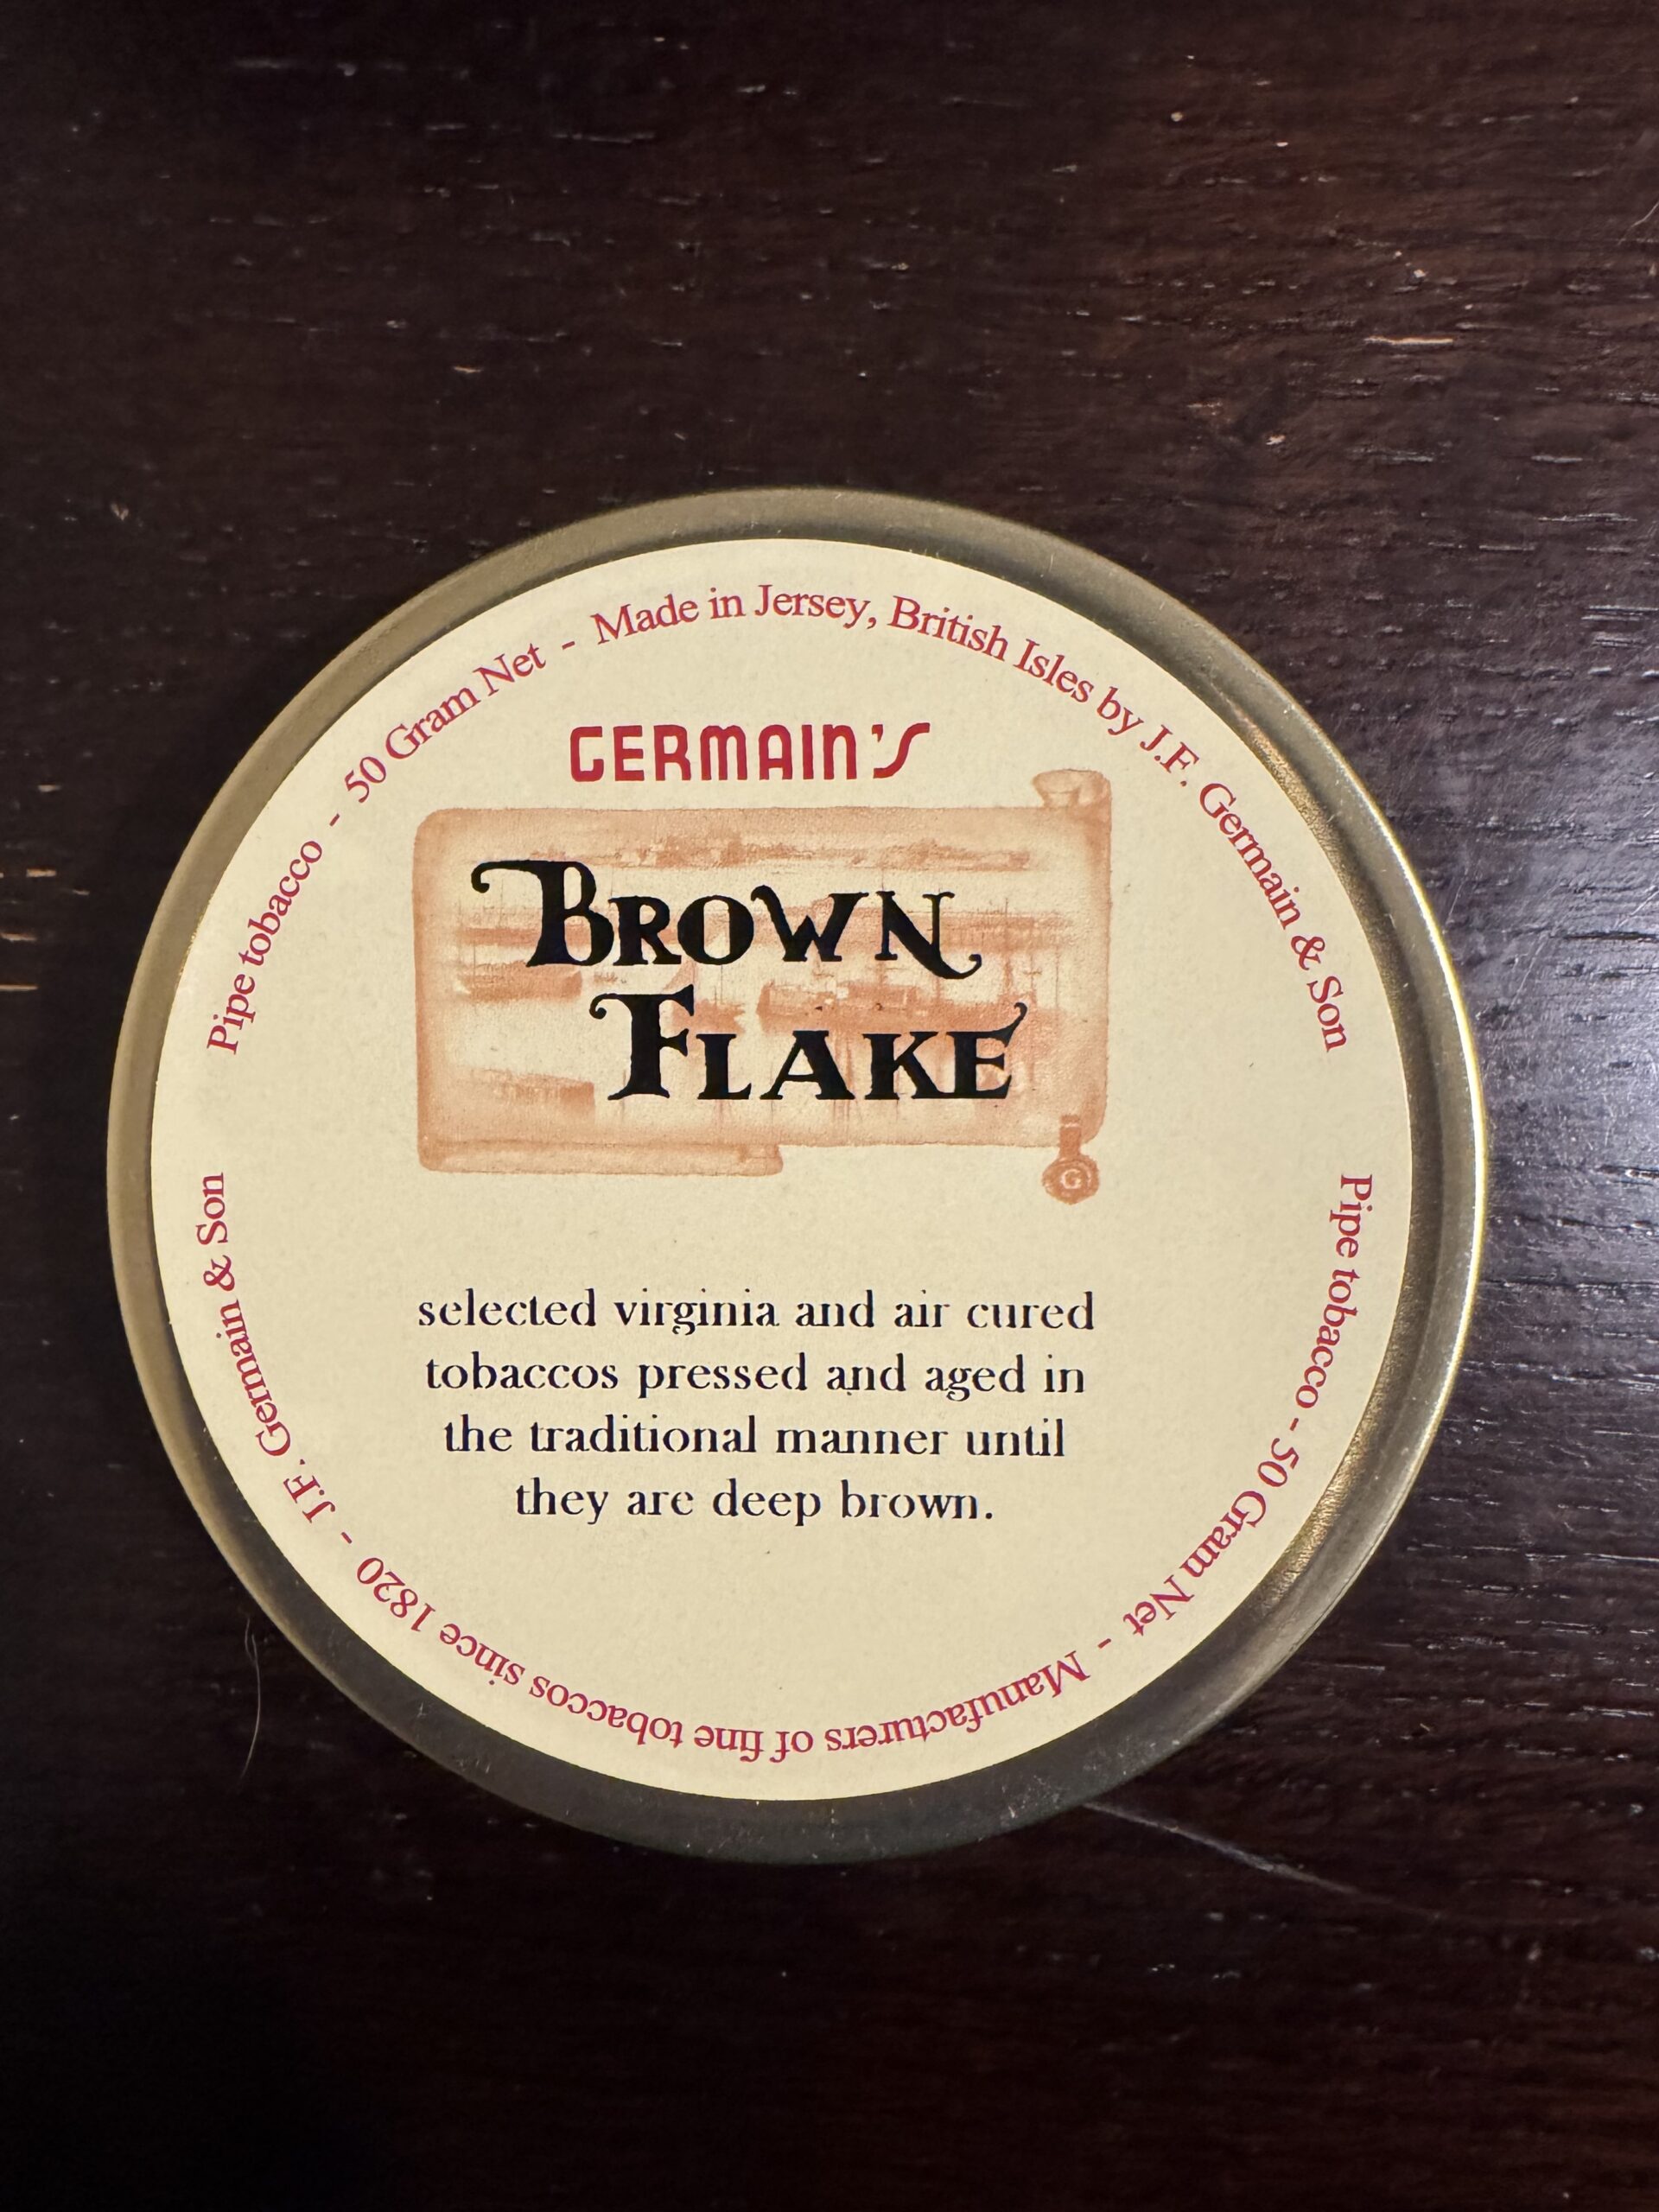 Pipe tobacco - 50 Gram Net - Made in Jersey, British Isles by J.F. Germain & Son
GERMAIN'S
BROWN
FLAKE
G
selected virginia and air cured
tobaccos pressed and aged in
the traditional manner until
they are deep brown.
Pipe tobacco - 50 Gram Net - Manufacturers of fine tobaccos since 1820 - J.F. Germain & Son